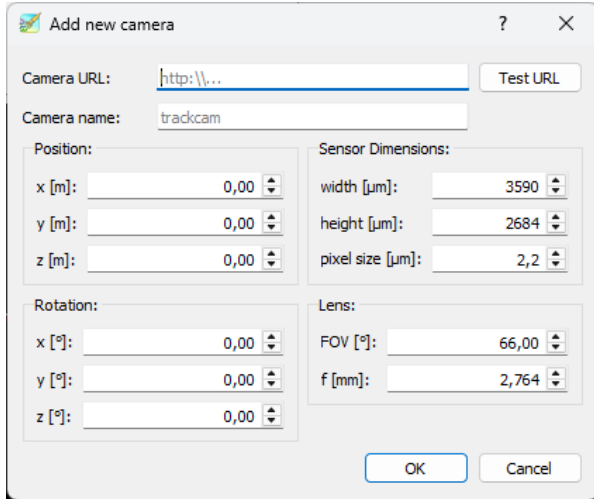 Add new camera ?
Camera URL: http:\\... Test URL
Camera name: trackcam
Position:
x [m]: 0,00
y [m]: 0,00
z [m]: 0,00
Sensor Dimensions:
width [µm]: 3590
height [µm]: 2684
pixel size [µm]: 2,2
Rotation:
x [°]: 0,00
y [°]: 0,00
z [°]: 0,00
Lens:
FOV [°]: 66,00
f [mm]: 2,764
OK Cancel